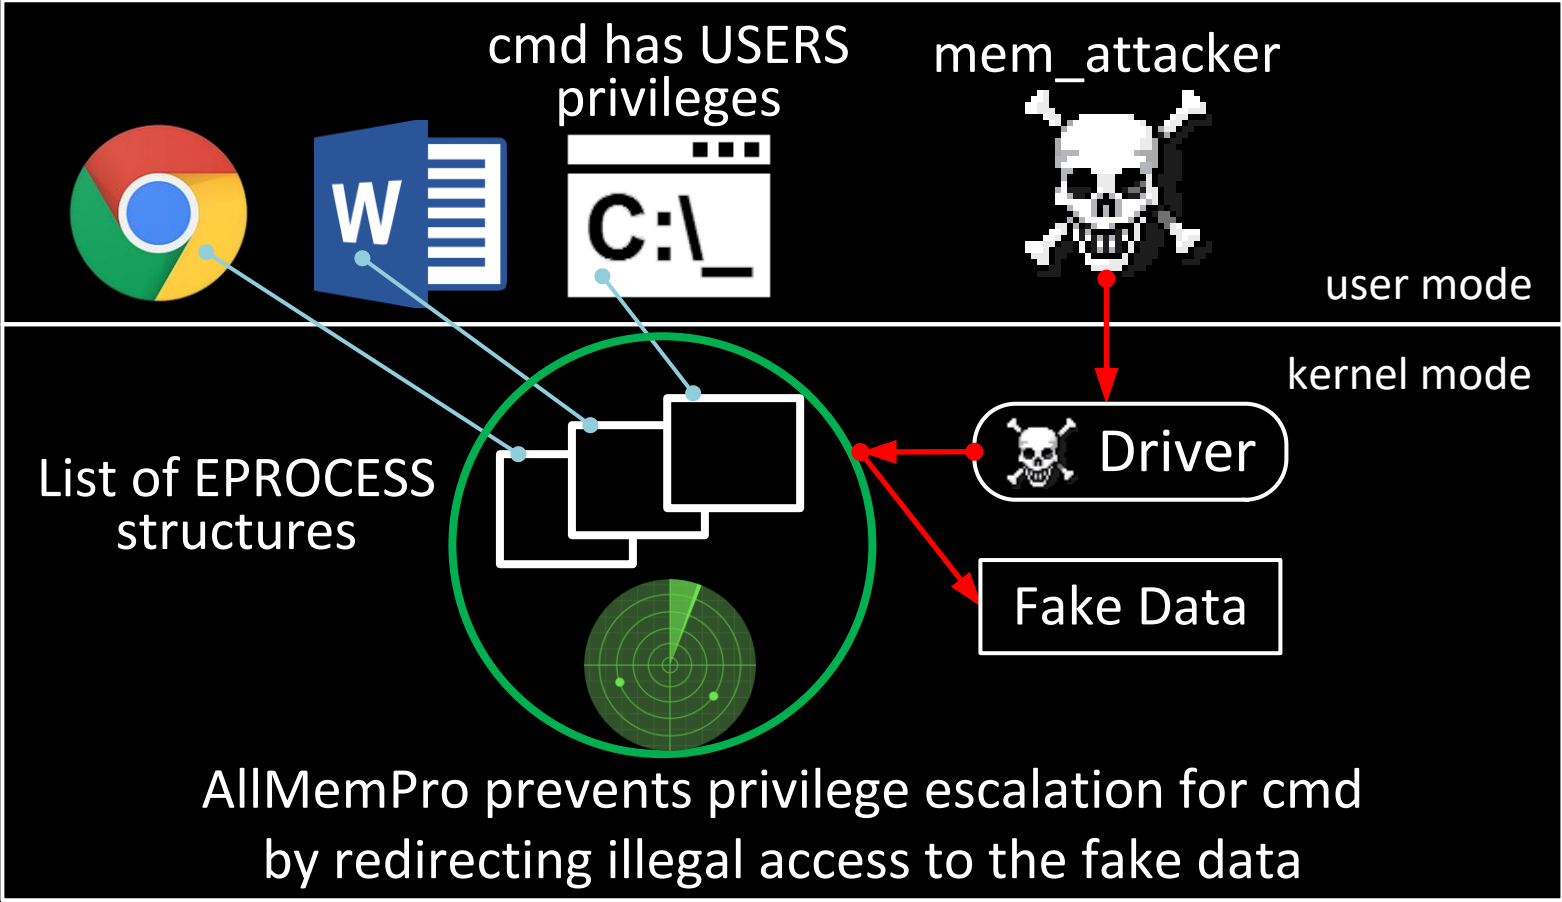 cmd has USERS
privileges
mem_attacker
W
C:\_
user mode
kernel mode
List of EPROCESS
structures
Driver
Fake Data
AllMemPro prevents privilege escalation for cmd
by redirecting illegal access to the fake data